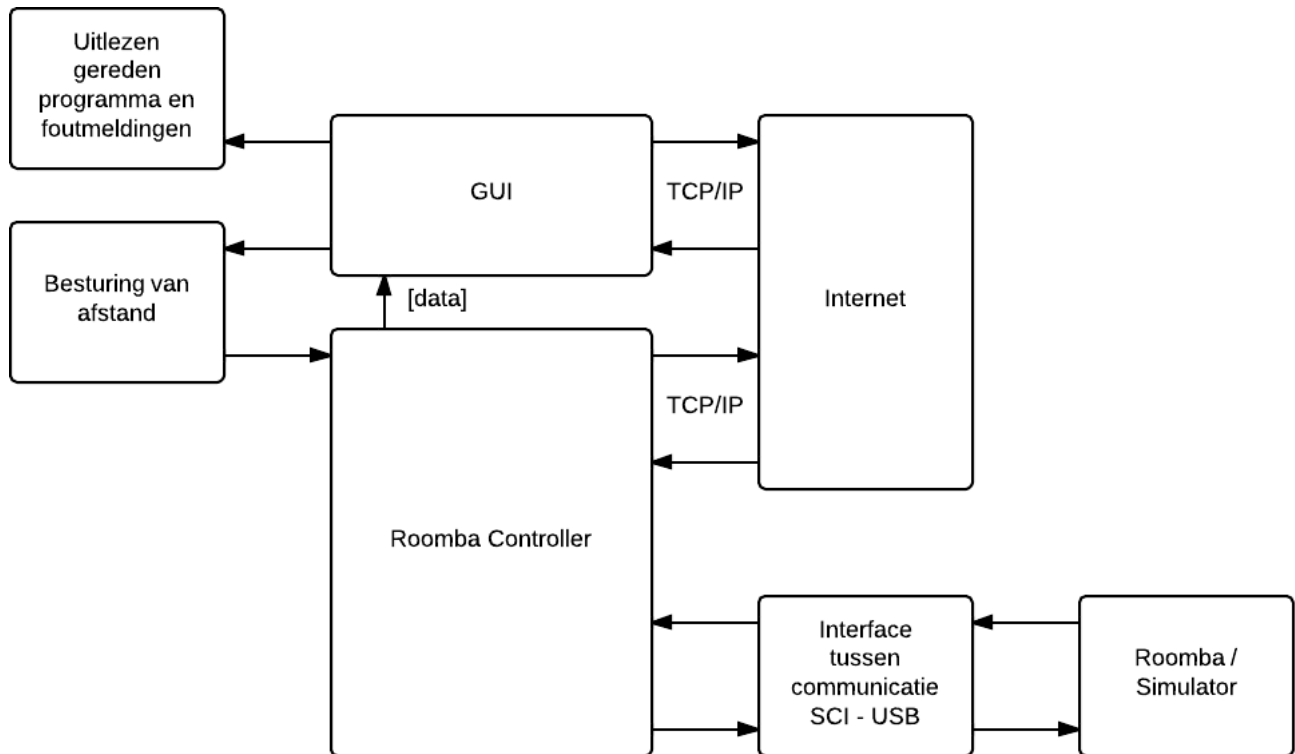 Uitlezen
gereden
programma en
foutmeldingen
GUI
TCP/IP
Besturing van
afstand
[data]
Internet
TCP/IP
Roomba Controller
Interface
tussen
communicatie
SCI - USB
Roomba /
Simulator